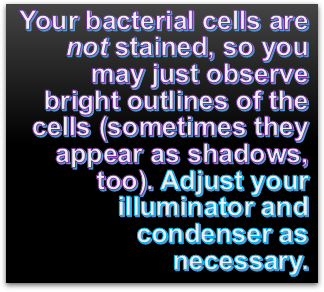 Your bacterial cells are
not stained, so you
may just observe
bright outlines of the
cells (sometimes they
appear as shadows,
too). Adjust your
illuminator and
condenser as
necessary.